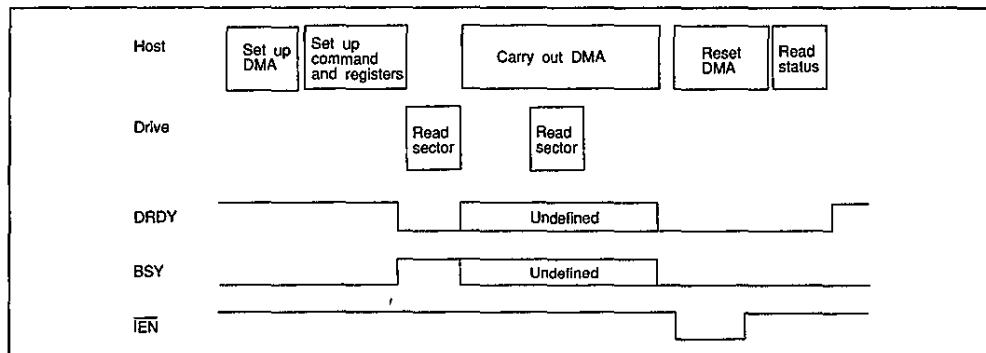 Host
Set up
DMA
Set up
command
and registers
Carry out DMA
Reset
DMA
Read
status
Drive
Read
sector
Read
sector
DRDY
Undefined
BSY
Undefined
IEN